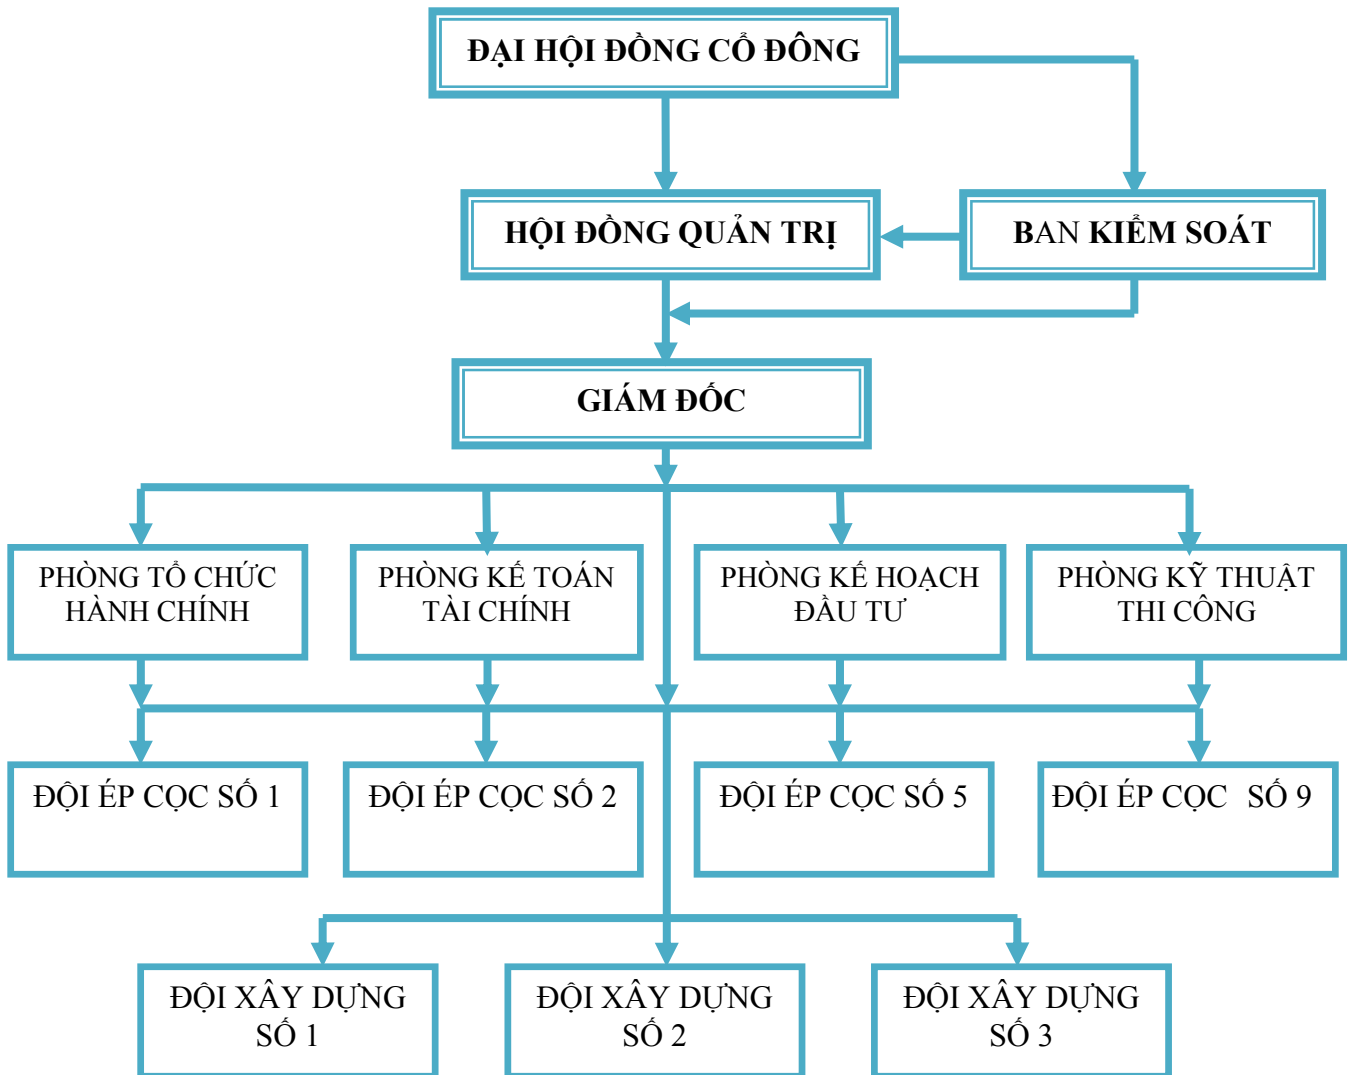 ĐẠI HỘI ĐỒNG CỔ ĐÔNG
HỘI ĐỒNG QUẢN TRỊ
BAN KIỂM SOÁT
GIÁM ĐỐC
PHÒNG TỔ CHỨC
HÀNH CHÍNH
PHÒNG KẾ TOÁN
TÀI CHÍNH
PHÒNG KẾ HOẠCH
ĐẦU TƯ
PHÒNG KỸ THUẬT
THI CÔNG
ĐỘI ÉP CỌC SỐ 1
ĐỘI ÉP CỌC SỐ 2
ĐỘI ÉP CỌC SỐ 5
ĐỘI ÉP CỌC SỐ 9
ĐỘI XÂY DỰNG
SỐ 1
ĐỘI XÂY DỰNG
SỐ 2
ĐỘI XÂY DỰNG
SỐ 3